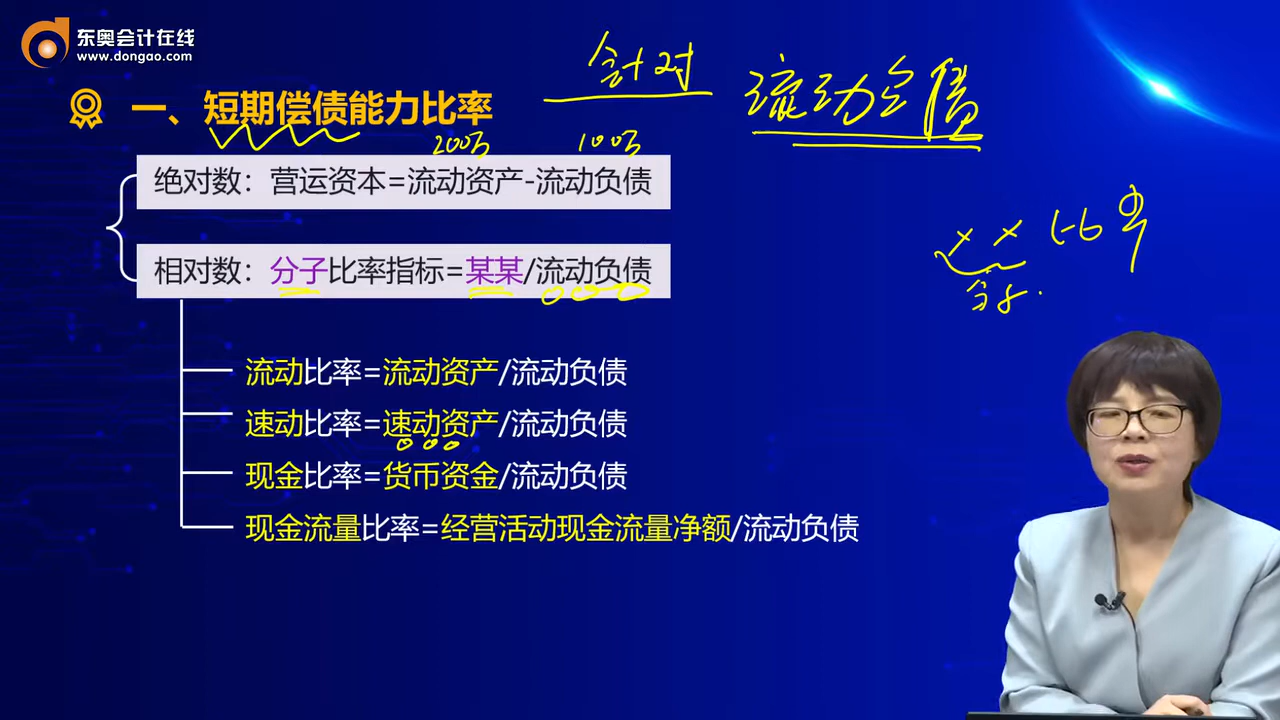 东奥会计在线
www.dongao.com
针对 流动负债
一、短期偿债能力比率
200万 100万
绝对数：营运资本=流动资产-流动负债
××比率
分子
相对数：分子比率指标=某某/流动负债
流动比率=流动资产/流动负债
速动比率=速动资产/流动负债
现金比率=货币资金/流动负债
现金流量比率=经营活动现金流量净额/流动负债